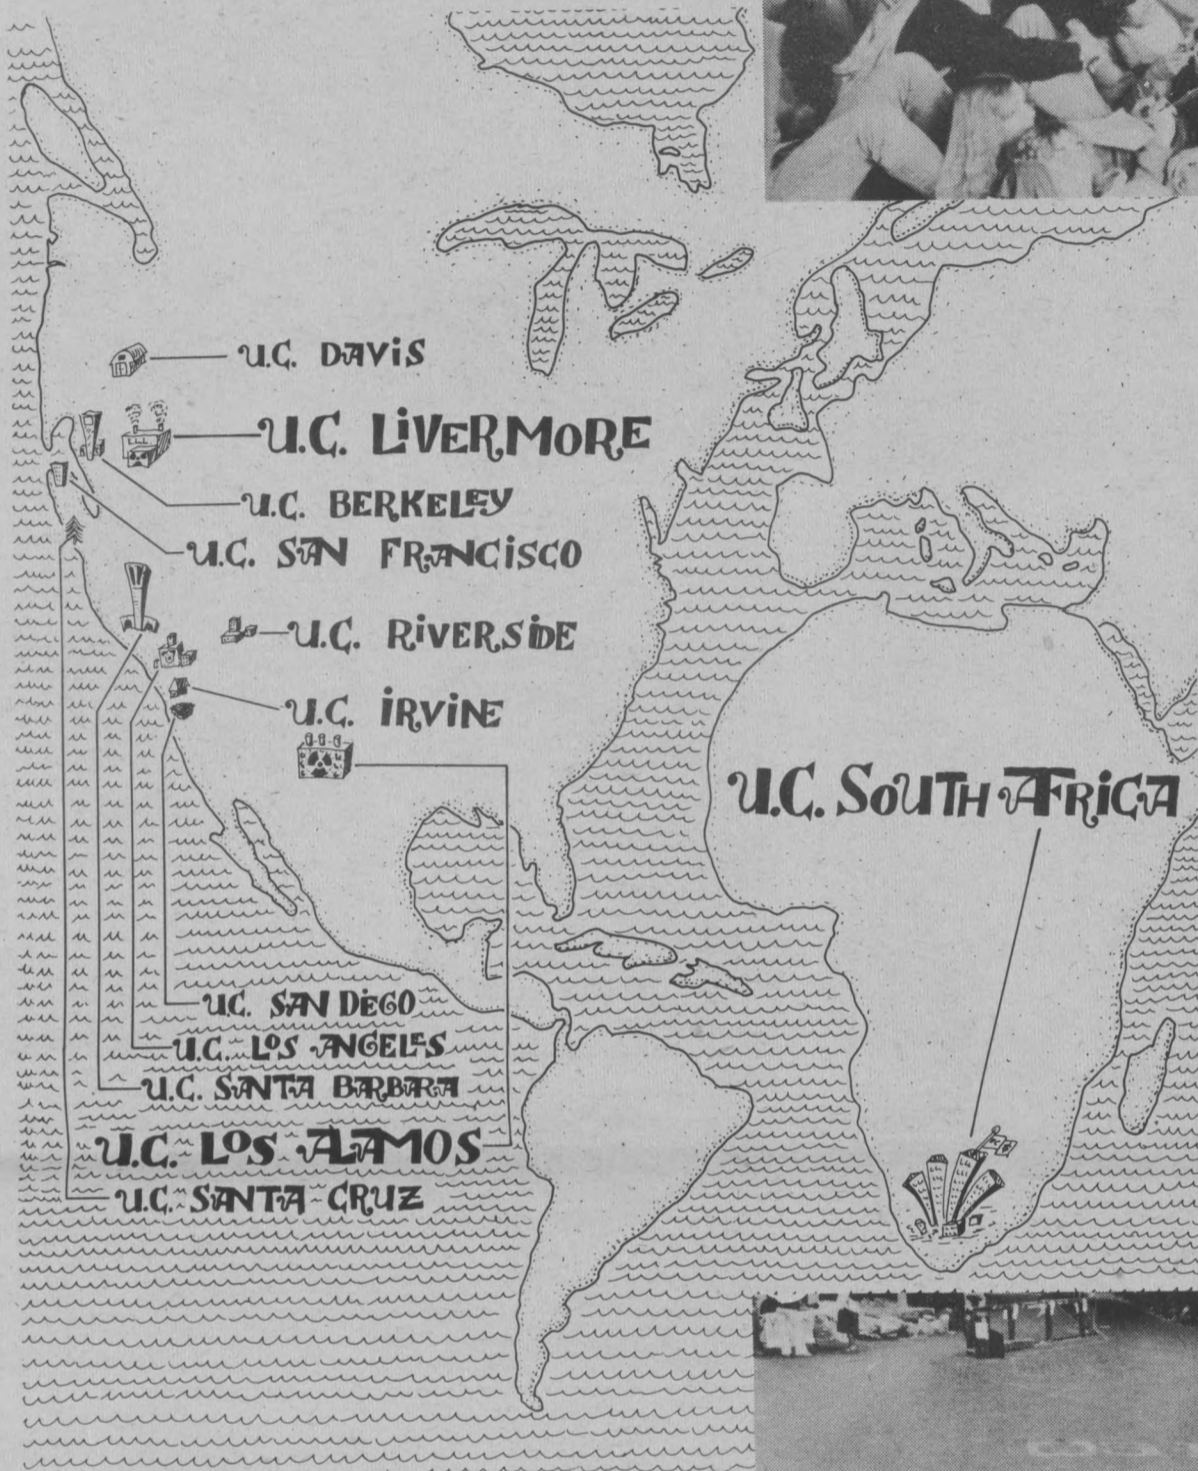 U.C. DAVIS
U.C. LIVERMORE
U.C. BERKELEY
U.C. SAN FRANCISCO
U.C. RIVERSIDE
U.C. IRVINE
U.C. SOUTH AFRICA
U.C. SAN DIEGO
U.C. LOS ANGELES
U.C. SANTA BARBARA
U.C. LOS ALAMOS
U.C. SANTA CRUZ